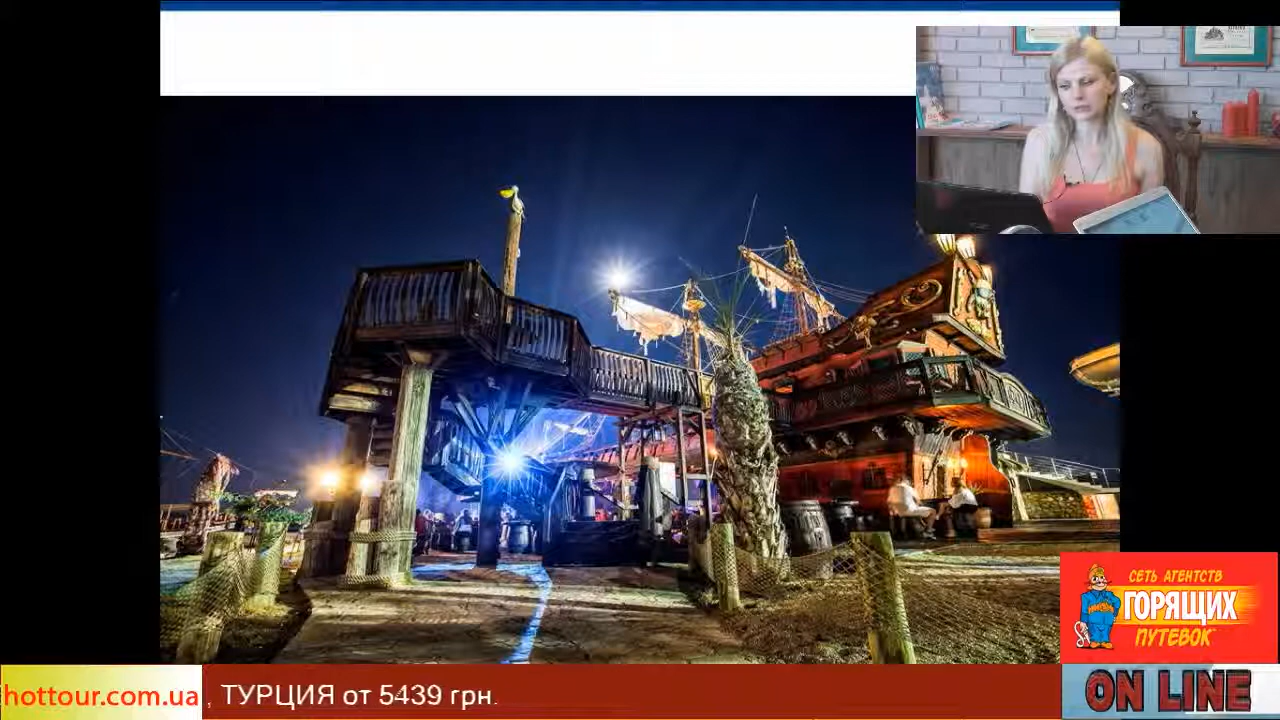 СЕТЬ АГЕНТСТВ
ГОРЯЩИХ
ПУТЕВОК
hottour.com.ua , ТУРЦИЯ от 5439 грн.
ON LINE